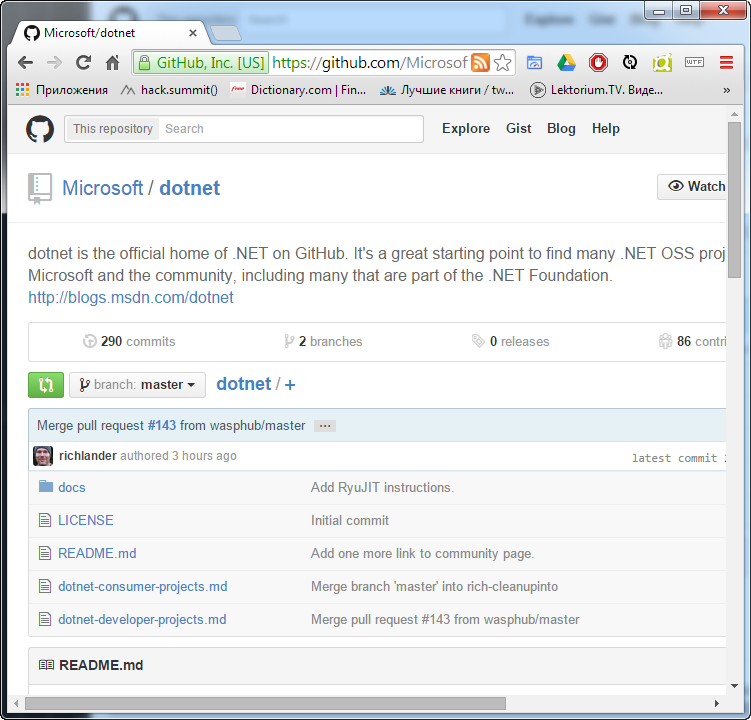 Microsoft/dotnet
GitHub, Inc. [US] https://github.com/Microsof
WTF
Приложения hack.summit() free Dictionary.com | Fin... Лучшие книги / tw... Lektorium.TV. Виде... »
This repository Search Explore Gist Blog Help
Microsoft / dotnet Watch
dotnet is the official home of .NET on GitHub. It's a great starting point to find many .NET OSS proj
Microsoft and the community, including many that are part of the .NET Foundation.
http://blogs.msdn.com/dotnet
290 commits 2 branches 0 releases 86 contri
branch: master dotnet / +
Merge pull request #143 from wasphub/master ...
richlander authored 3 hours ago latest commit
docs Add RyuJIT instructions.
LICENSE Initial commit
README.md Add one more link to community page.
dotnet-consumer-projects.md Merge branch 'master' into rich-cleanupinto
dotnet-developer-projects.md Merge pull request #143 from wasphub/master
README.md